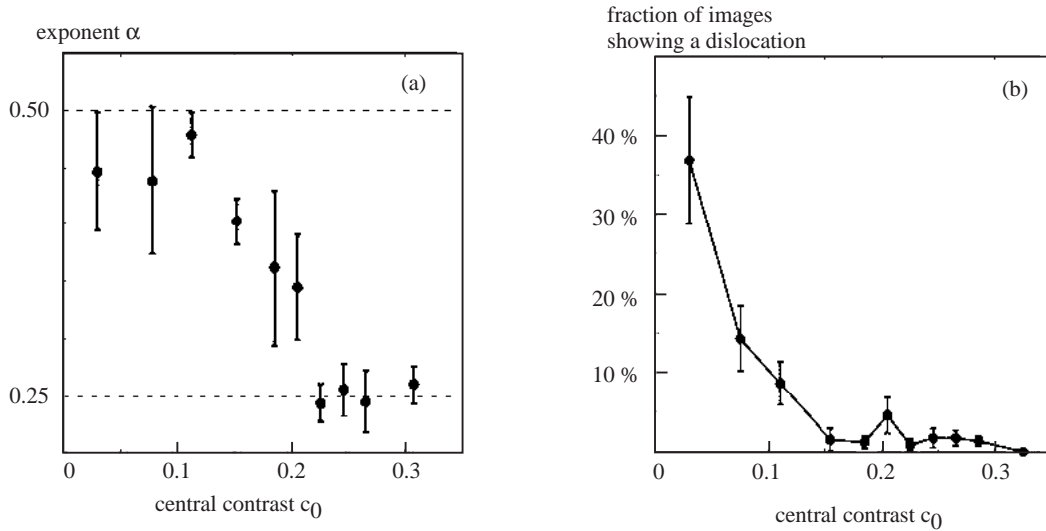 exponent α
(a)
0.50
0.25
0 0.1 0.2 0.3
central contrast c0
fraction of images
showing a dislocation
(b)
40 %
30 %
20 %
10 %
0 0.1 0.2 0.3
central contrast c0